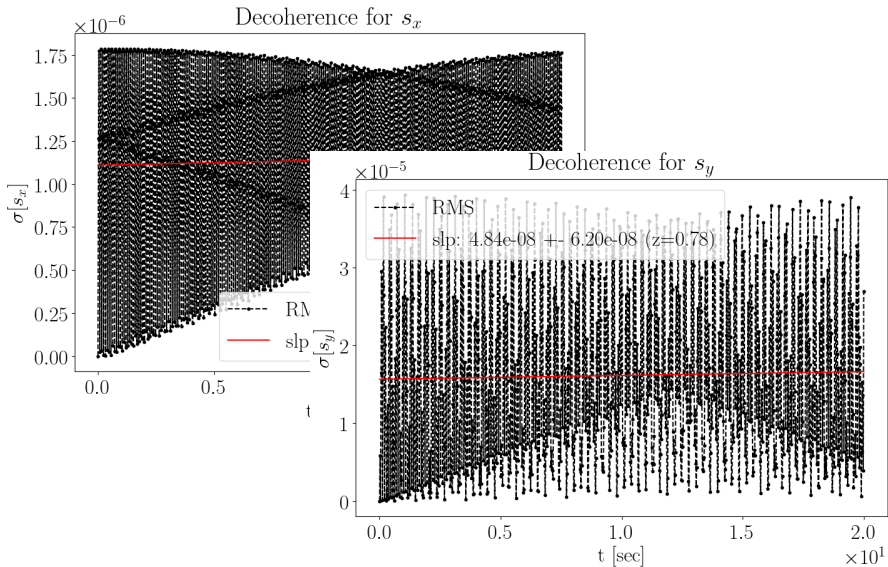 Decoherence for s_x
×10^−6
1.75
1.50
1.25
1.00
0.75
0.50
0.25
0.00
σ[s_x]
0.0
0.5
t
RM
slp
Decoherence for s_y
×10^−5
4
3
2
1
0
σ[s_y]
RMS
slp: 4.84e-08 +- 6.20e-08 (z=0.78)
0.0
0.5
1.0
1.5
2.0
t [sec]
×10^1